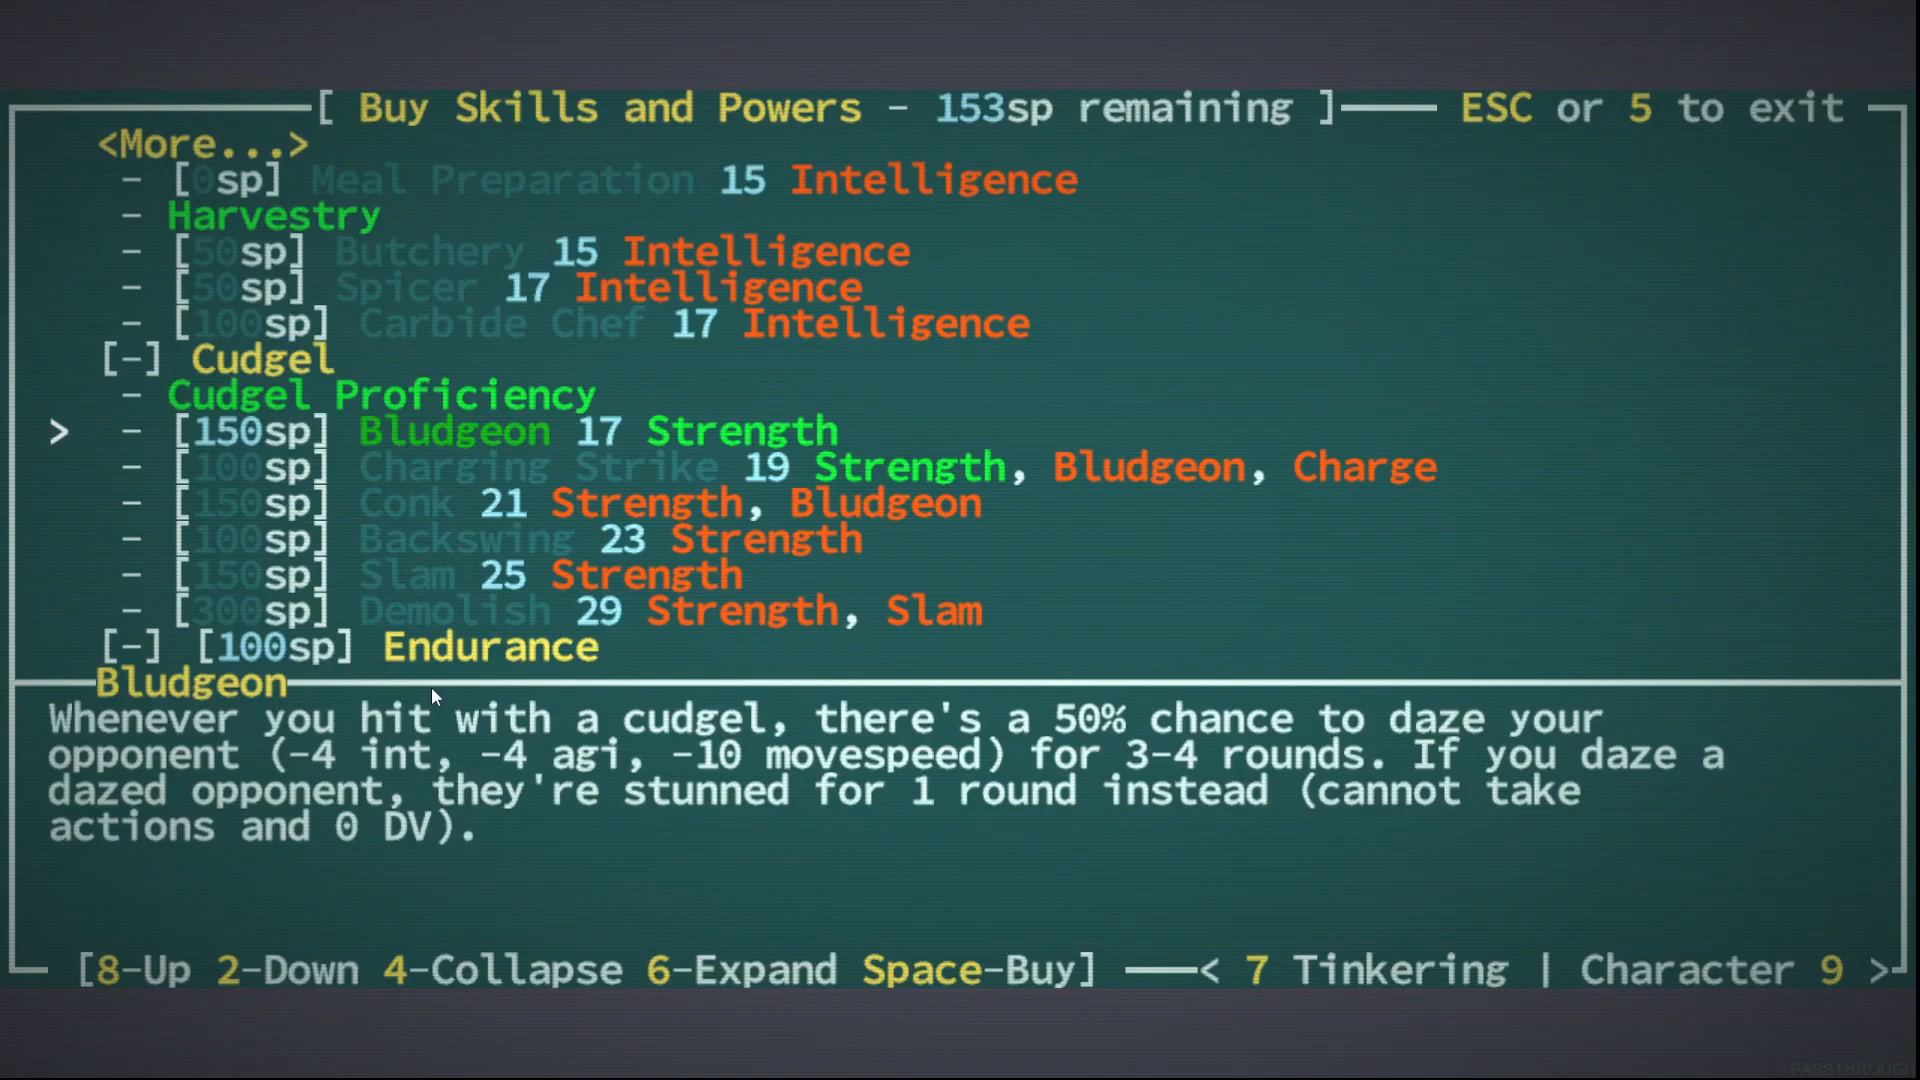 [ Buy Skills and Powers - 153sp remaining ] ESC or 5 to exit
<More...>
- [0sp] Meal Preparation 15 Intelligence
- Harvestry
- [50sp] Butchery 15 Intelligence
- [50sp] Spicer 17 Intelligence
- [100sp] Carbide Chef 17 Intelligence
[-] Cudgel
- Cudgel Proficiency
> - [150sp] Bludgeon 17 Strength
- [100sp] Charging Strike 19 Strength, Bludgeon, Charge
- [150sp] Conk 21 Strength, Bludgeon
- [100sp] Backswing 23 Strength
- [150sp] Slam 25 Strength
- [300sp] Demolish 29 Strength, Slam
[-] [100sp] Endurance
Bludgeon
Whenever you hit with a cudgel, there's a 50% chance to daze your
opponent (-4 int, -4 agi, -10 movespeed) for 3-4 rounds. If you daze a
dazed opponent, they're stunned for 1 round instead (cannot take
actions and 0 DV).
[8-Up 2-Down 4-Collapse 6-Expand Space-Buy] < 7 Tinkering | Character 9 >
PASSTHROUGH